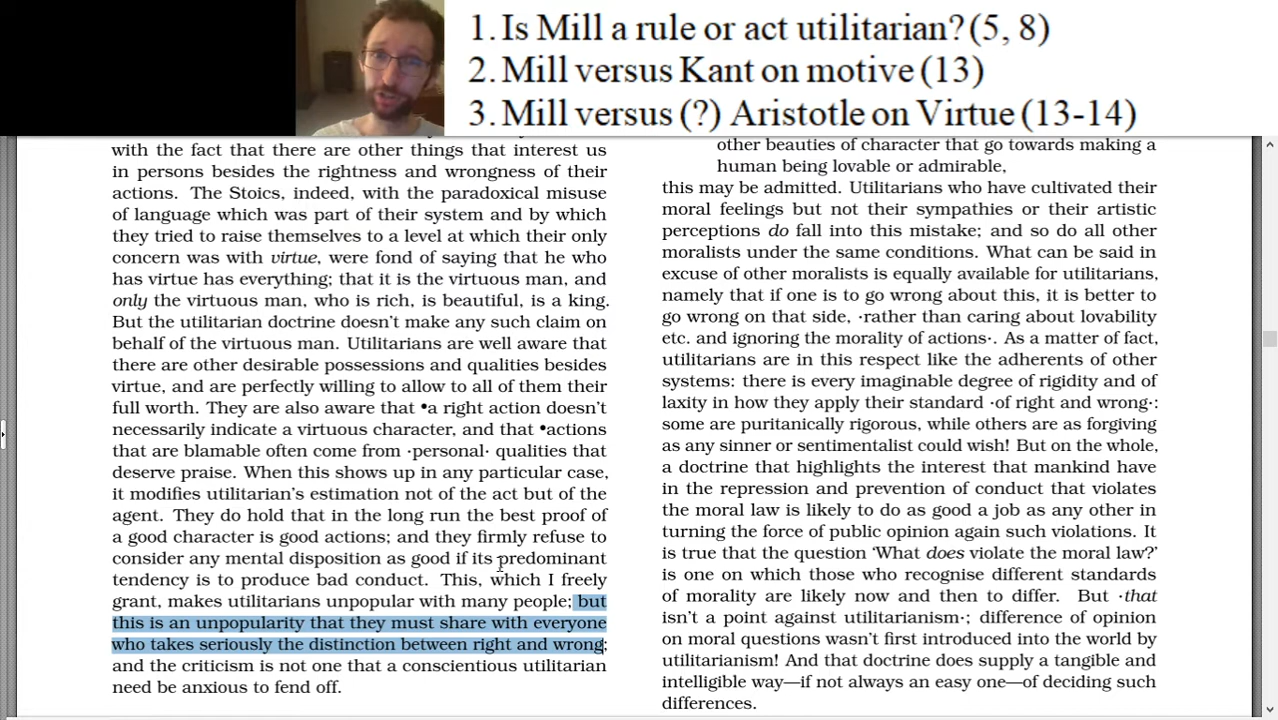 1. Is Mill a rule or act utilitarian? (5, 8)
2. Mill versus Kant on motive (13)
3. Mill versus (?) Aristotle on Virtue (13-14)
with the fact that there are other things that interest us
in persons besides the rightness and wrongness of their
actions. The Stoics, indeed, with the paradoxical misuse
of language which was part of their system and by which
they tried to raise themselves to a level at which their only
concern was with virtue, were fond of saying that he who
has virtue has everything; that it is the virtuous man, and
only the virtuous man, who is rich, is beautiful, is a king.
But the utilitarian doctrine doesn't make any such claim on
behalf of the virtuous man. Utilitarians are well aware that
there are other desirable possessions and qualities besides
virtue, and are perfectly willing to allow to all of them their
full worth. They are also aware that •a right action doesn't
necessarily indicate a virtuous character, and that •actions
that are blamable often come from ·personal· qualities that
deserve praise. When this shows up in any particular case,
it modifies utilitarian's estimation not of the act but of the
agent. They do hold that in the long run the best proof of
a good character is good actions; and they firmly refuse to
consider any mental disposition as good if its predominant
tendency is to produce bad conduct. This, which I freely
grant, makes utilitarians unpopular with many people; but
this is an unpopularity that they must share with everyone
who takes seriously the distinction between right and wrong;
and the criticism is not one that a conscientious utilitarian
need be anxious to fend off.
other beauties of character that go towards making a
human being lovable or admirable,
this may be admitted. Utilitarians who have cultivated their
moral feelings but not their sympathies or their artistic
perceptions do fall into this mistake; and so do all other
moralists under the same conditions. What can be said in
excuse of other moralists is equally available for utilitarians,
namely that if one is to go wrong about this, it is better to
go wrong on that side, ·rather than caring about lovability
etc. and ignoring the morality of actions·. As a matter of fact,
utilitarians are in this respect like the adherents of other
systems: there is every imaginable degree of rigidity and of
laxity in how they apply their standard ·of right and wrong·:
some are puritanically rigorous, while others are as forgiving
as any sinner or sentimentalist could wish! But on the whole,
a doctrine that highlights the interest that mankind have
in the repression and prevention of conduct that violates
the moral law is likely to do as good a job as any other in
turning the force of public opinion again such violations. It
is true that the question 'What does violate the moral law?'
is one on which those who recognise different standards
of morality are likely now and then to differ. But ·that
isn't a point against utilitarianism·; difference of opinion
on moral questions wasn't first introduced into the world by
utilitarianism! And that doctrine does supply a tangible and
intelligible way—if not always an easy one—of deciding such
differences.